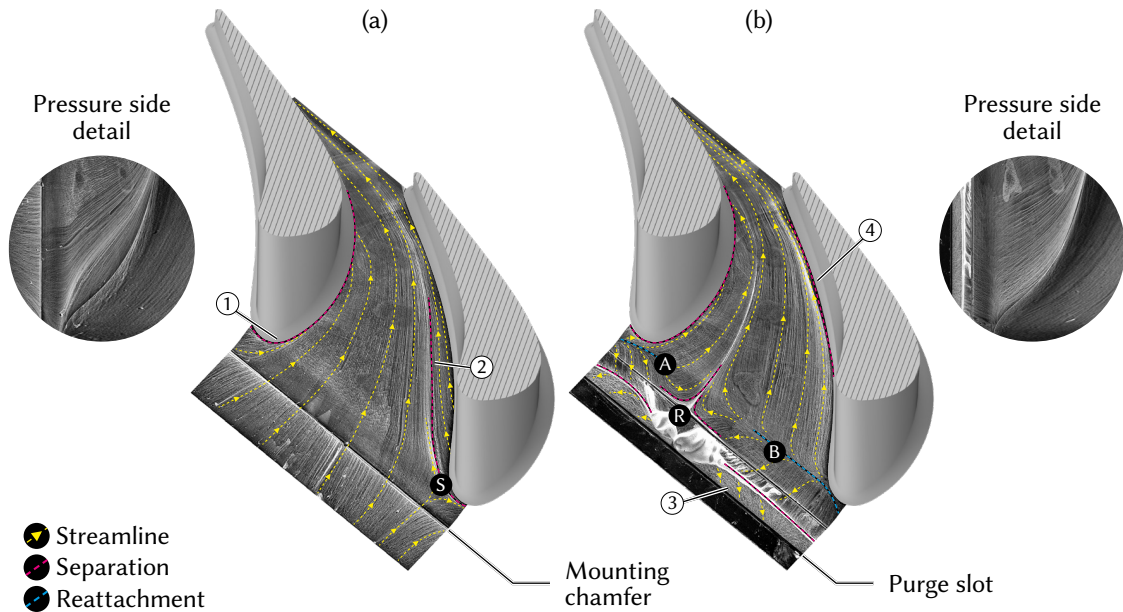 (a)
(b)
Pressure side
detail
Pressure side
detail
1
2
S
4
A
R
B
3
Streamline
Separation
Reattachment
Mounting
chamfer
Purge slot